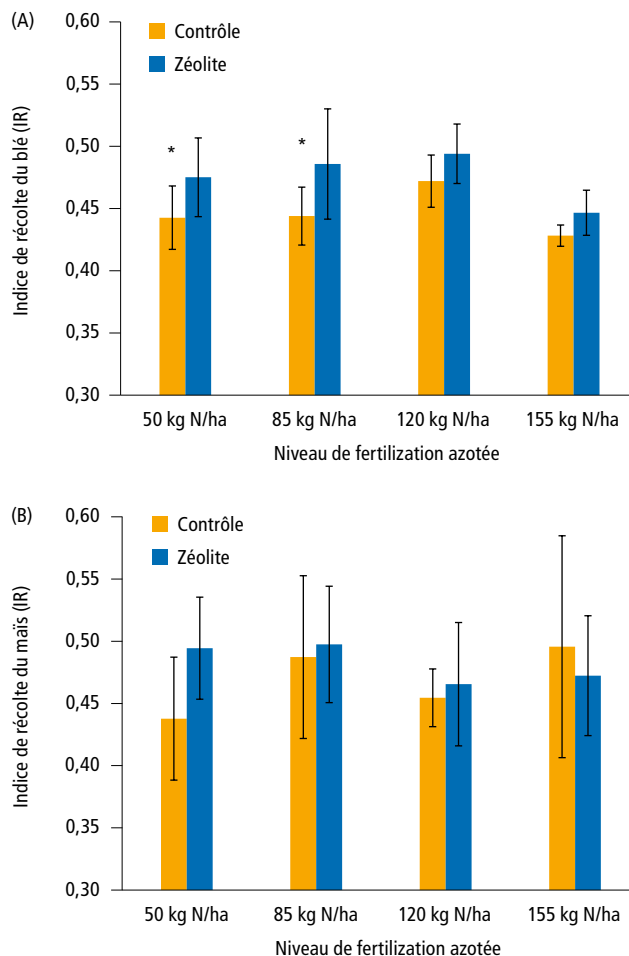 (A)
Indice de récolte du blé (IR)
0,60
0,55
0,50
0,45
0,40
0,35
0,30
Contrôle
Zéolite
*
*
50 kg N/ha
85 kg N/ha
120 kg N/ha
155 kg N/ha
Niveau de fertilization azotée
(B)
Indice de récolte du maïs (IR)
0,60
0,55
0,50
0,45
0,40
0,35
0,30
Contrôle
Zéolite
50 kg N/ha
85 kg N/ha
120 kg N/ha
155 kg N/ha
Niveau de fertilization azotée